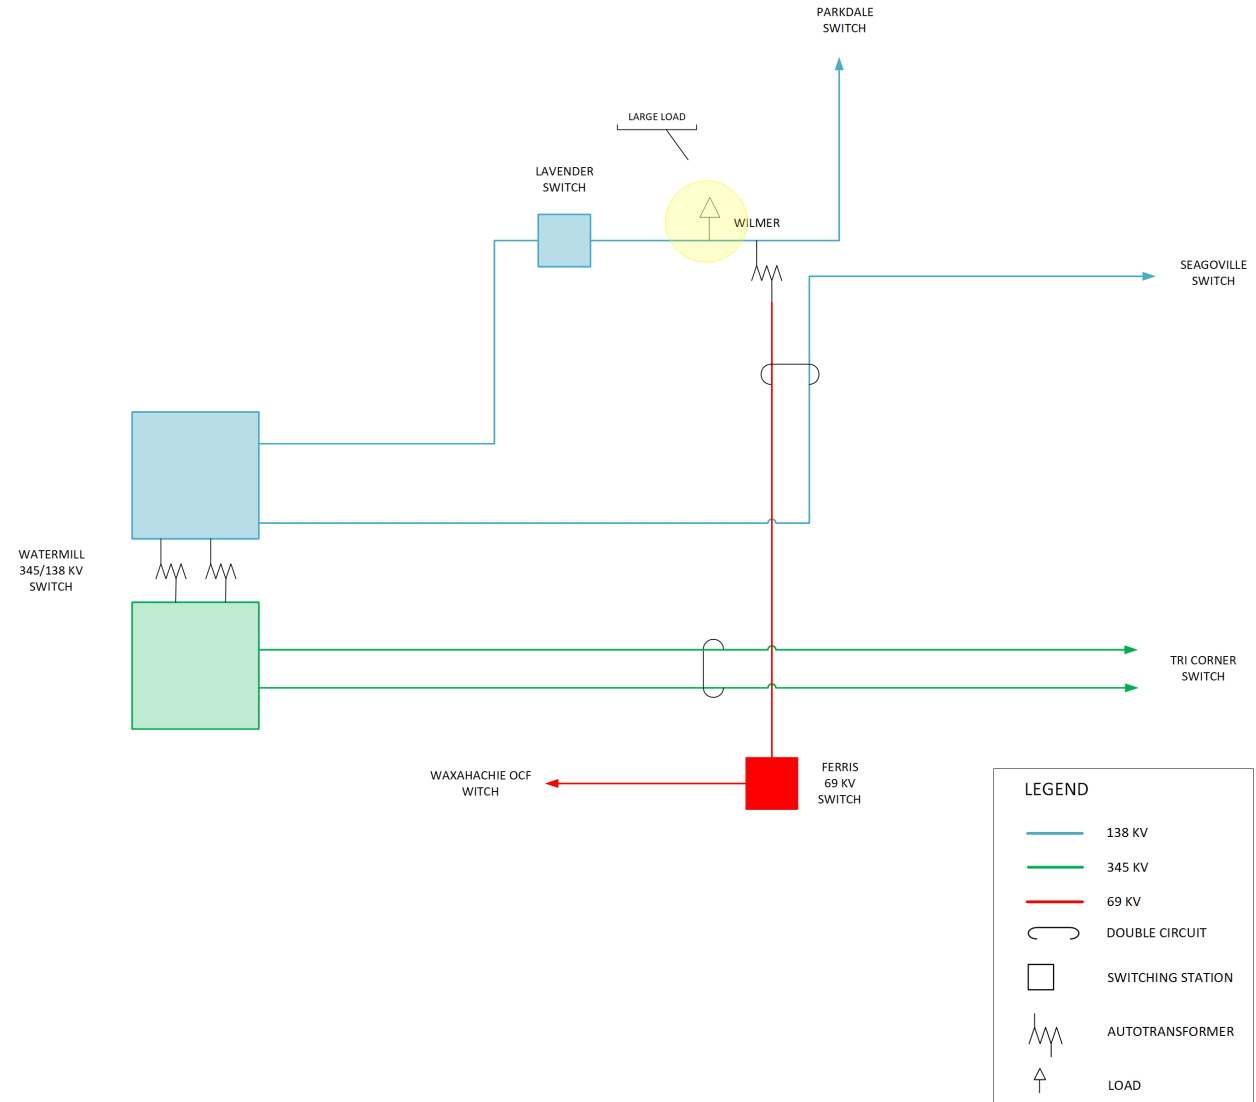 PARKDALE
SWITCH
LARGE LOAD
LAVENDER
SWITCH
WILMER
SEAGOVILLE
SWITCH
WATERMILL
345/138 KV
SWITCH
TRI CORNER
SWITCH
WAXAHACHIE OCF
WITCH
FERRIS
69 KV
SWITCH
LEGEND
138 KV
345 KV
69 KV
DOUBLE CIRCUIT
SWITCHING STATION
AUTOTRANSFORMER
LOAD